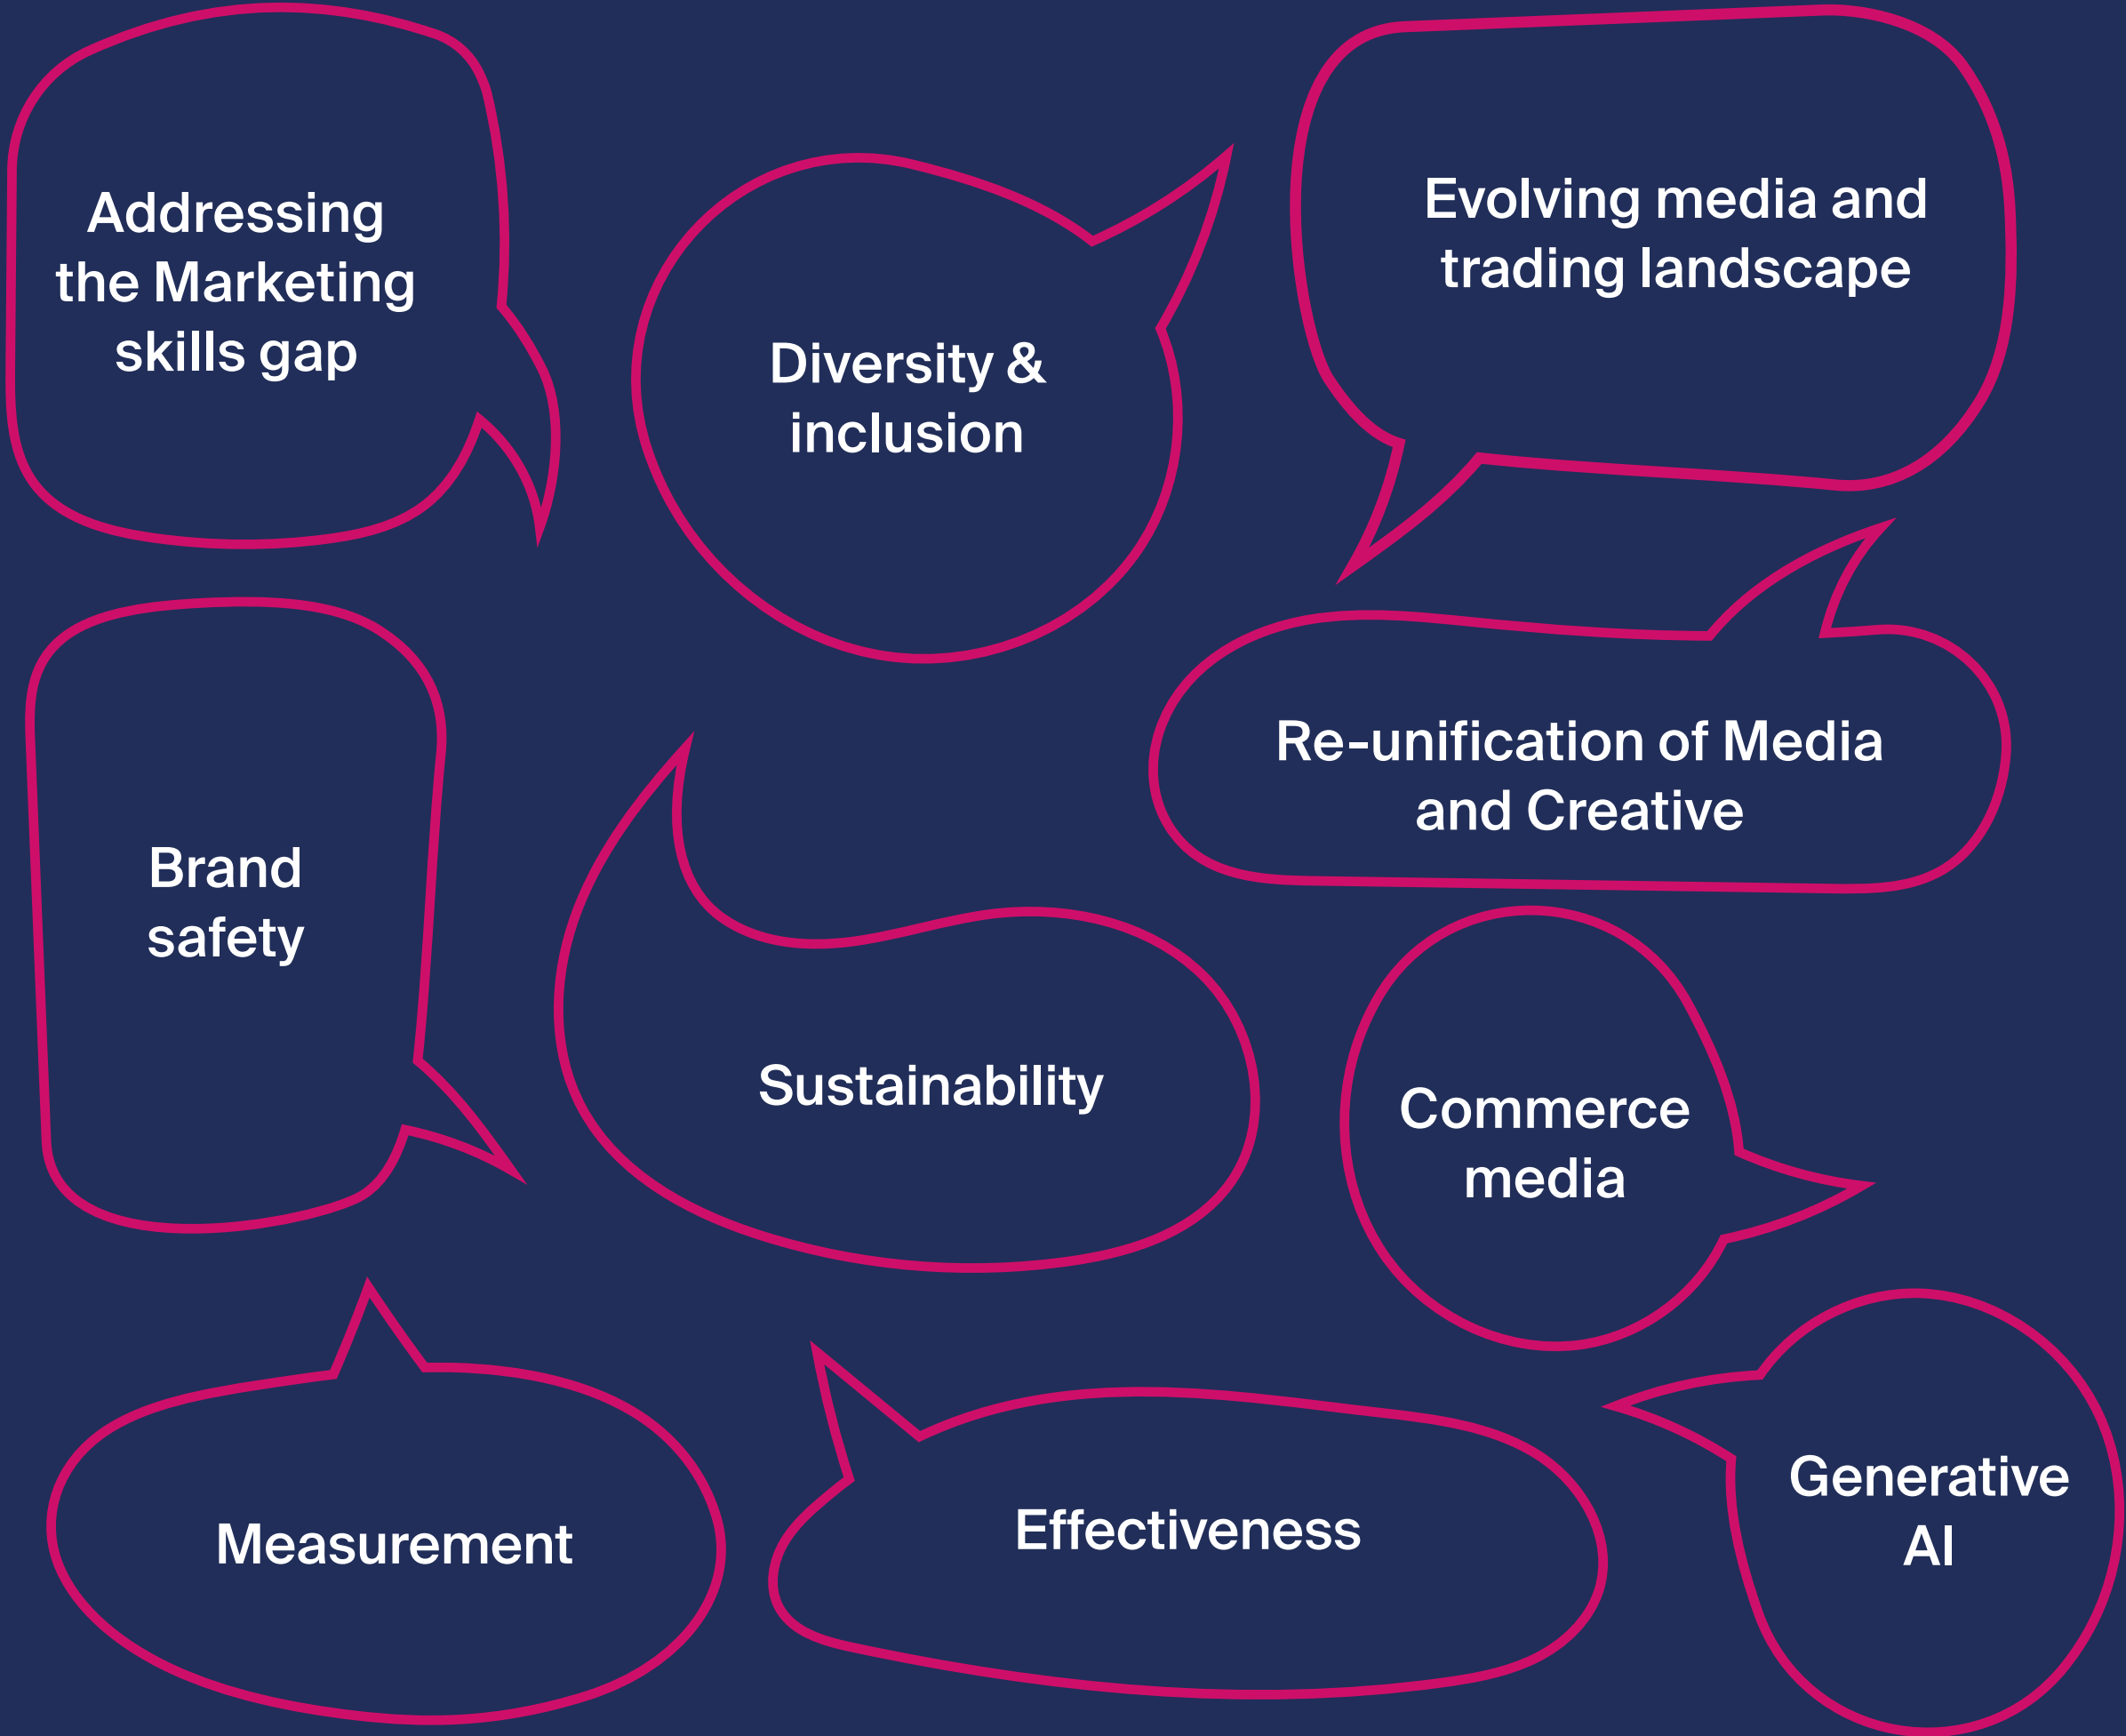 Addressing
the Marketing
skills gap
Diversity &
inclusion
Evolving media and
trading landscape
Re-unification of Media
and Creative
Brand
safety
Sustainability
Commerce
media
Measurement
Effectiveness
Generative
AI